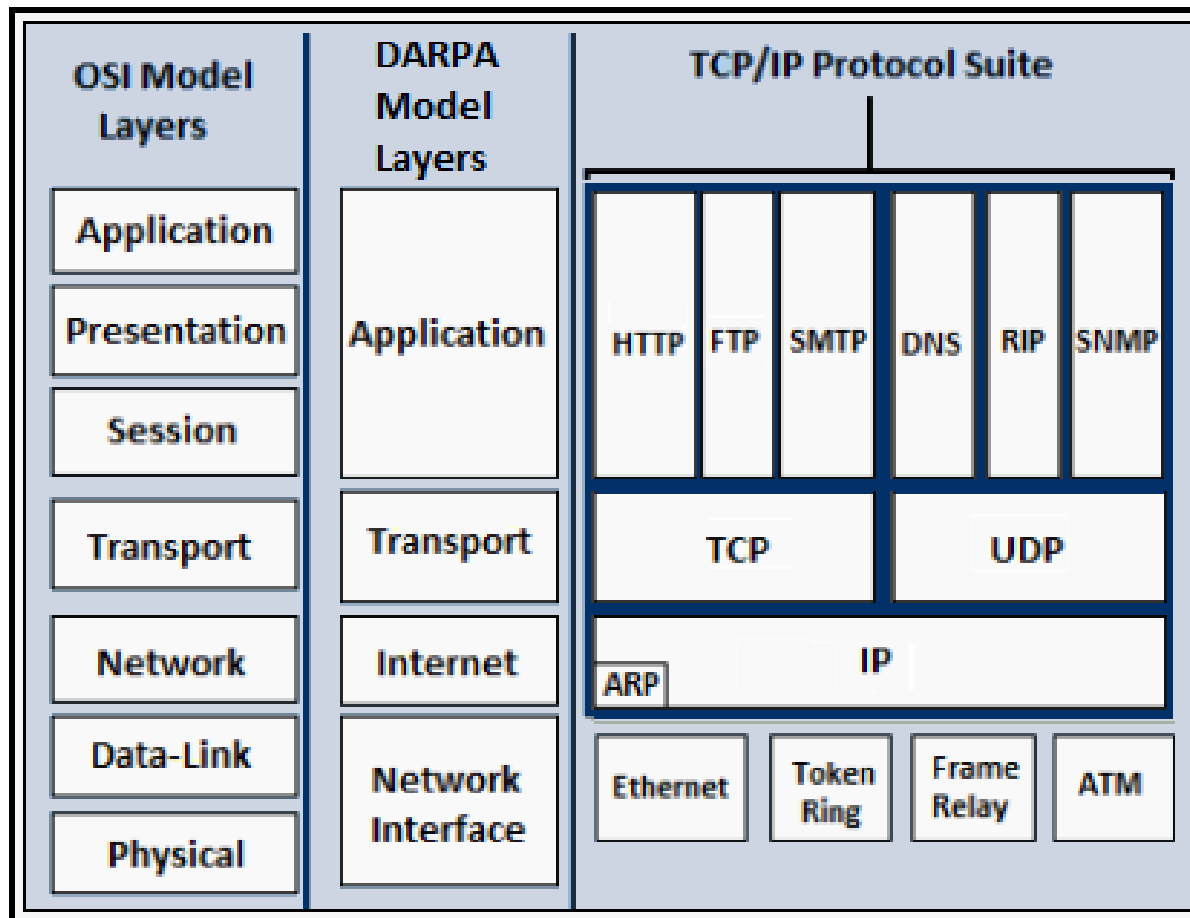 OSI Model
Layers
Application
Presentation
Session
Transport
Network
Data-Link
Physical
DARPA
Model
Layers
Application
Transport
Internet
Network
Interface
TCP/IP Protocol Suite
HTTP
FTP
SMTP
DNS
RIP
SNMP
TCP
UDP
IP
ARP
Ethernet
Token
Ring
Frame
Relay
ATM